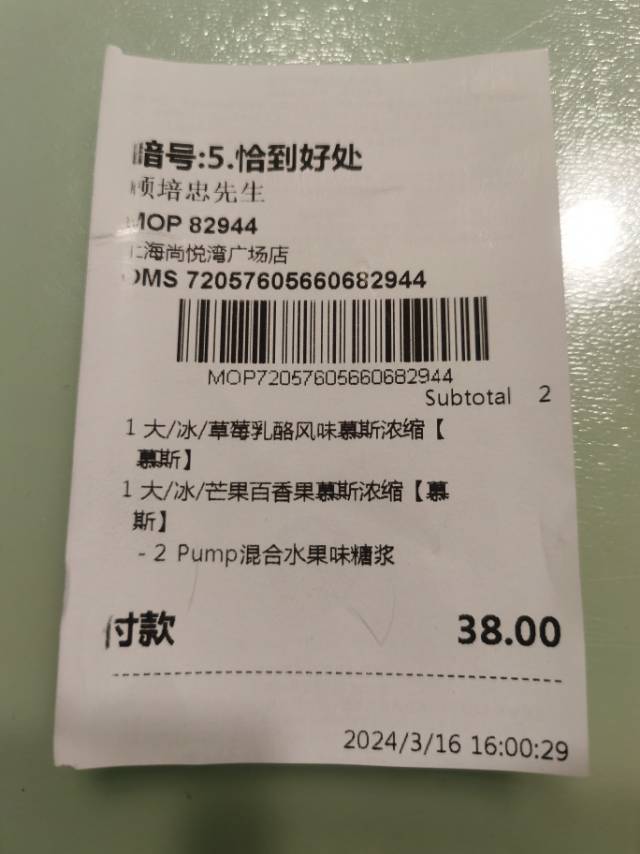 暗号:5.恰到好处
顾培忠先生
MOP 82944
上海尚悦湾广场店
OMS 72057605660682944
MOP72057605660682944
Subtotal 2
1 大/冰/草莓乳酪风味慕斯浓缩【
慕斯】
1 大/冰/芒果百香果慕斯浓缩【慕
斯】
- 2 Pump混合水果味糖浆
付款 38.00
2024/3/16 16:00:29